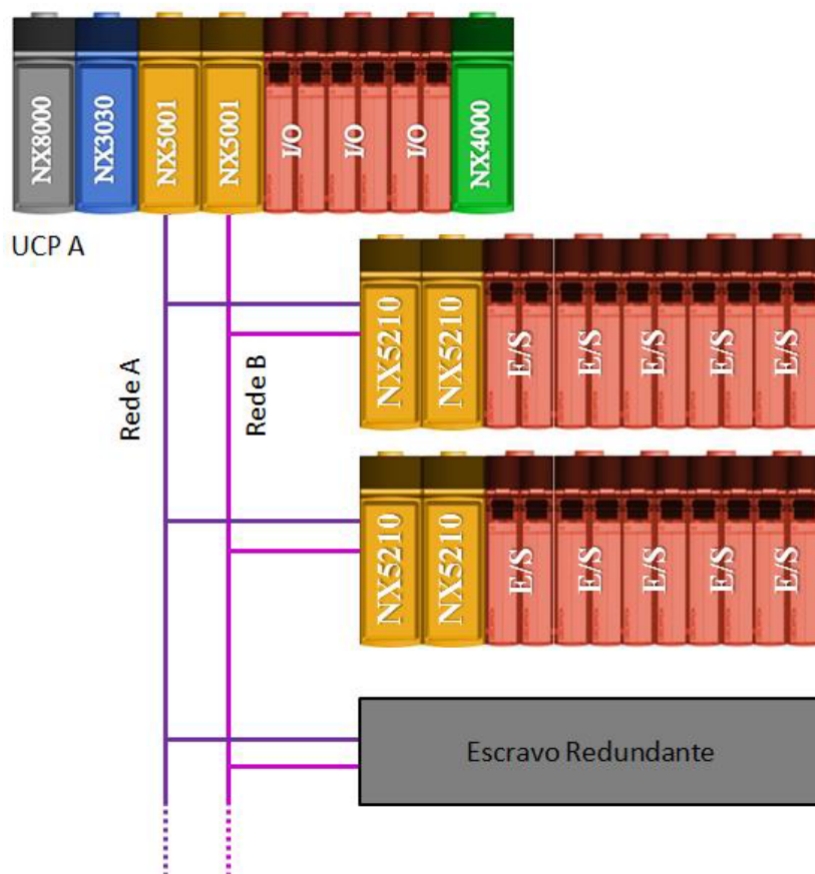 NX8000
NX3030
NX5001
NX5001
I/O
I/O
I/O
NX4000
UCP A
Rede A
Rede B
NX5210
NX5210
E/S
E/S
E/S
E/S
E/S
NX5210
NX5210
E/S
E/S
E/S
E/S
E/S
Escravo Redundante